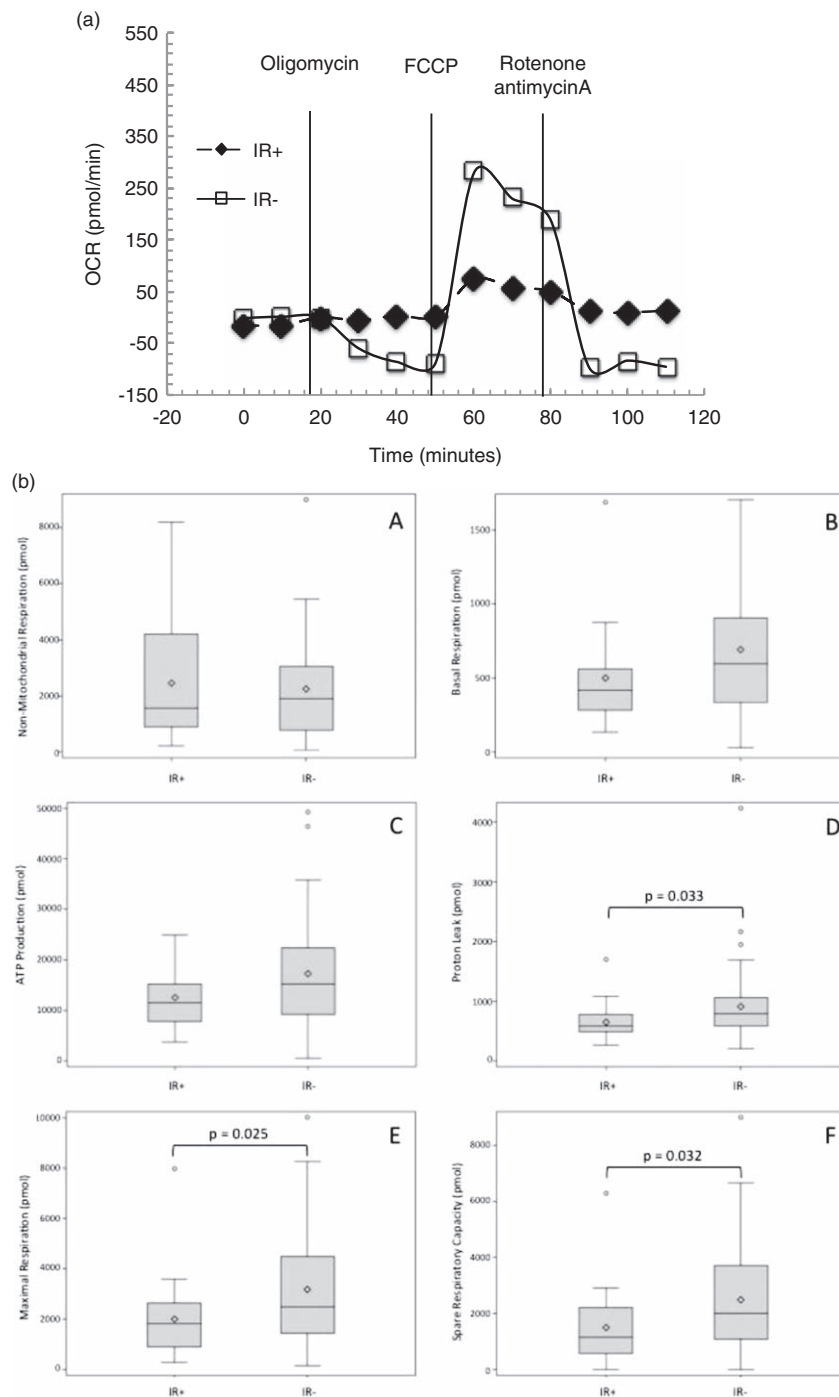 (a)
550
450
350
250
150
50
-50
-150
OCR (pmol/min)
Oligomycin
FCCP
Rotenone
antimycinA
IR+
IR-
-20 0 20 40 60 80 100 120
Time (minutes)
(b)
A
Non-Mitochondrial Respiration (pmol)
8000
6000
4000
2000
0
IR+ IR-
B
Basal Respiration (pmol)
1500
1000
500
0
IR+ IR-
C
ATP Production (pmol)
50000
40000
30000
20000
10000
0
IR+ IR-
D
Proton Leak (pmol)
4000
3000
2000
1000
0
p = 0.033
IR+ IR-
E
Maximal Respiration (pmol)
10000
8000
6000
4000
2000
0
p = 0.025
IR+ IR-
F
Spare Respiratory Capacity (pmol)
8000
6000
4000
2000
0
p = 0.032
IR+ IR-